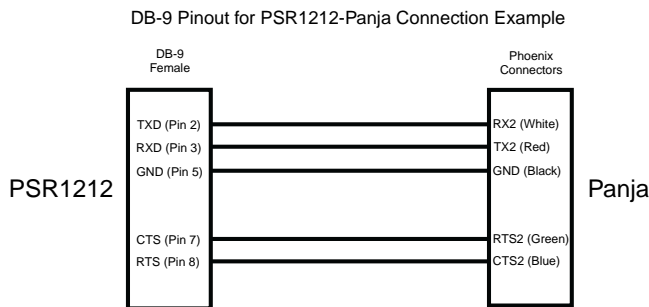 DB-9 Pinout for PSR1212-Panja Connection Example
DB-9
Female
Phoenix
Connectors
TXD (Pin 2)
RX2 (White)
RXD (Pin 3)
TX2 (Red)
GND (Pin 5)
GND (Black)
PSR1212
Panja
CTS (Pin 7)
RTS2 (Green)
RTS (Pin 8)
CTS2 (Blue)